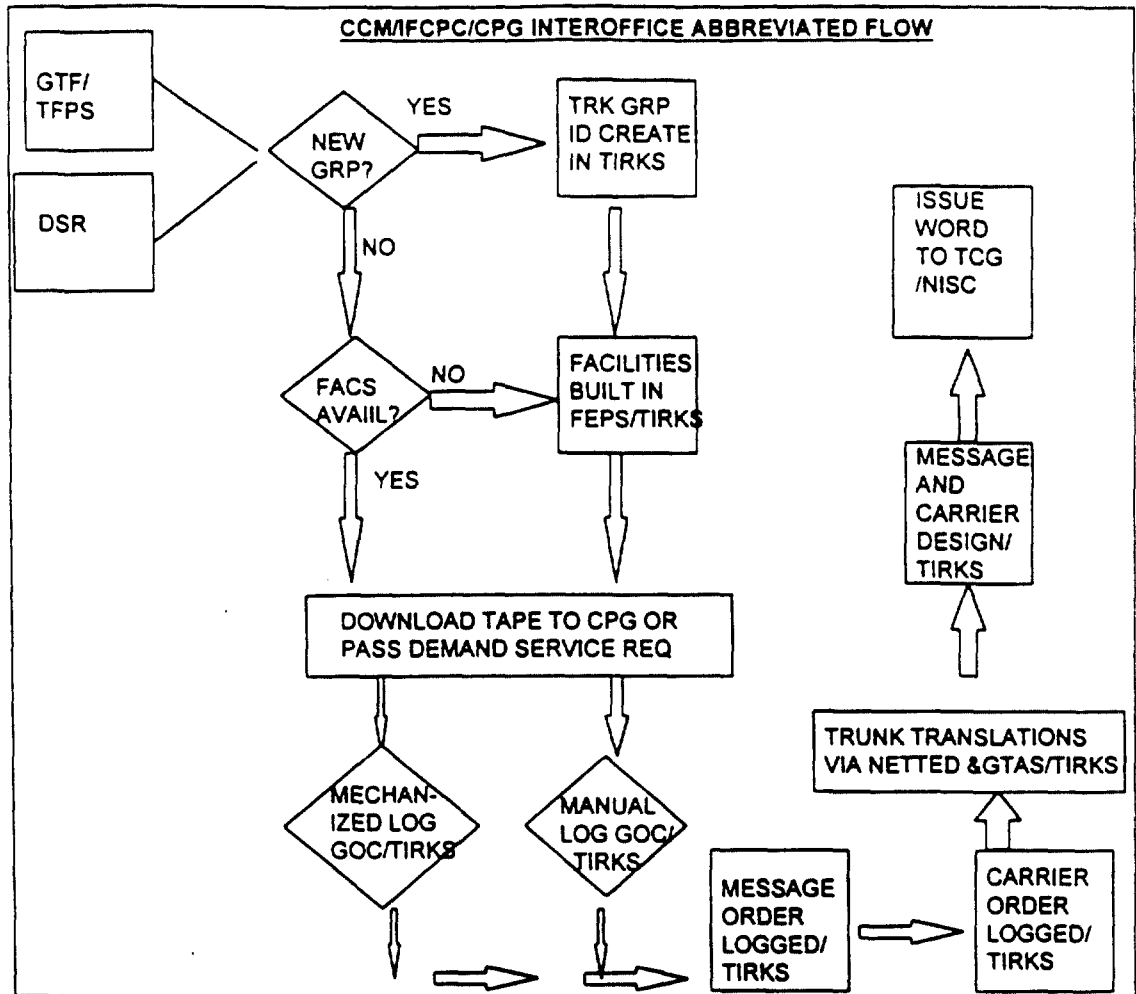 CCM/IFCPC/CPG INTEROFFICE ABBREVIATED FLOW
GTF/
TFPS
DSR
NEW
GRP?
YES
TRK GRP
ID CREATE
IN TIRKS
NO
FACS
AVAIIL?
NO
FACILITIES
BUILT IN
FEPS/TIRKS
YES
DOWNLOAD TAPE TO CPG OR
PASS DEMAND SERVICE REQ
MECHAN-
IZED LOG
GOC/TIRKS
MANUAL
LOG GOC/
TIRKS
MESSAGE
ORDER
LOGGED/
TIRKS
CARRIER
ORDER
LOGGED/
TIRKS
TRUNK TRANSLATIONS
VIA NETTED &GTAS/TIRKS
MESSAGE
AND
CARRIER
DESIGN/
TIRKS
ISSUE
WORD
TO TCG
/NISC